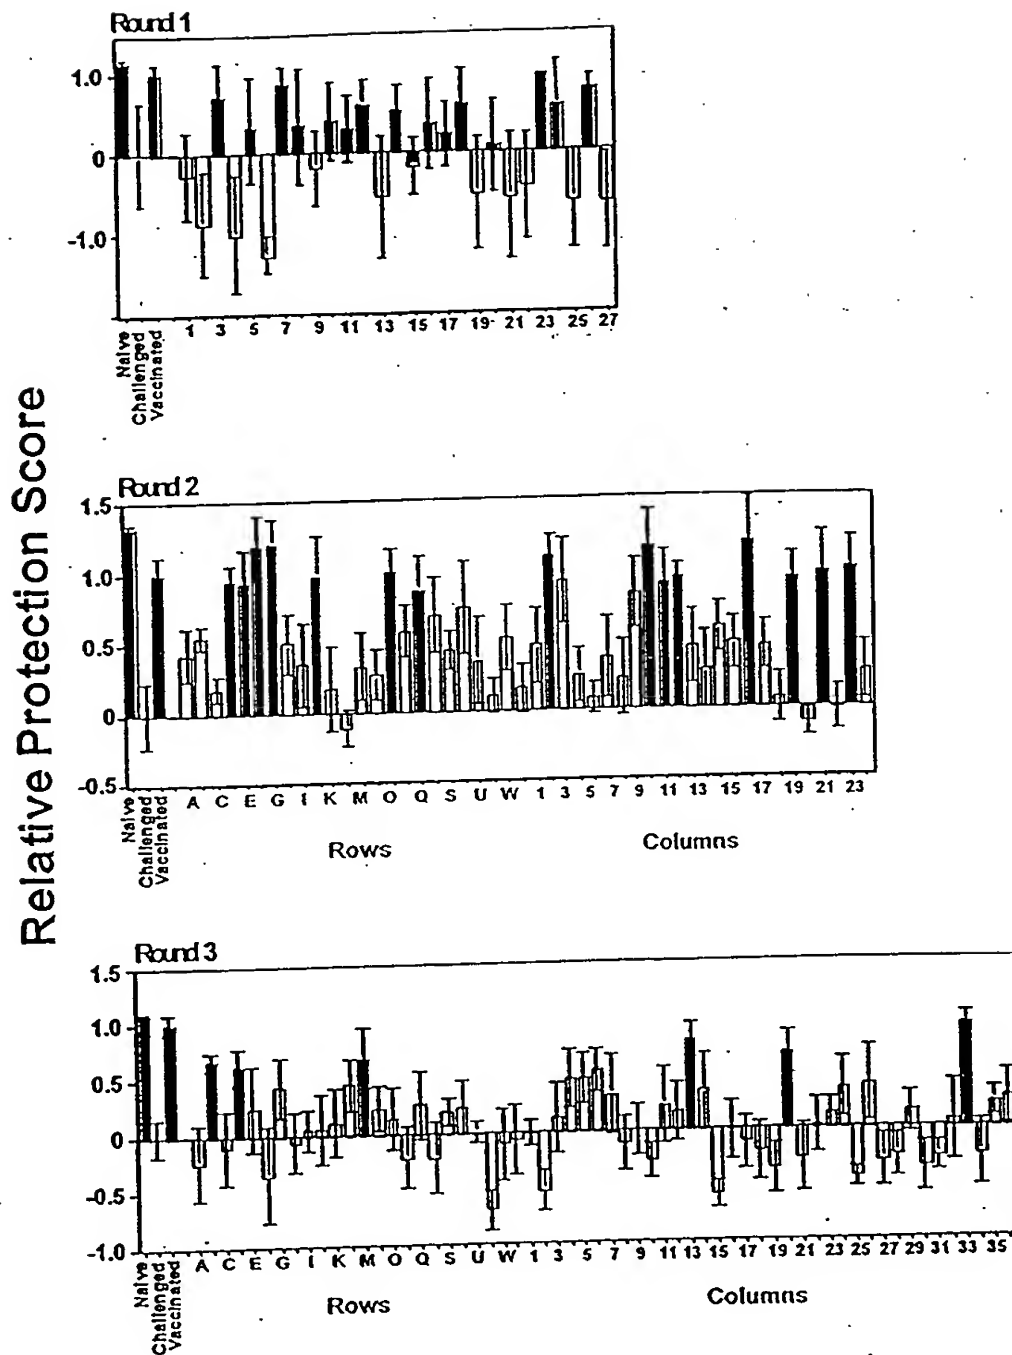 Relative Protection Score
Round 1
1.0
0
-1.0
Naive
Challenged
Vaccinated
1 3 5 7 9 11 13 15 17 19 21 23 25 27
Round 2
1.5
1.0
0.5
0
-0.5
Naive
Challenged
Vaccinated
A C E G I K M O Q S U W 1 3 5 7 9 11 13 15 17 19 21 23
Rows Columns
Round 3
1.5
1.0
0.5
0
-0.5
-1.0
Naive
Challenged
Vaccinated
A C E G I K M O Q S U W 1 3 5 7 9 11 13 15 17 19 21 23 25 27 29 31 33 35
Rows Columns